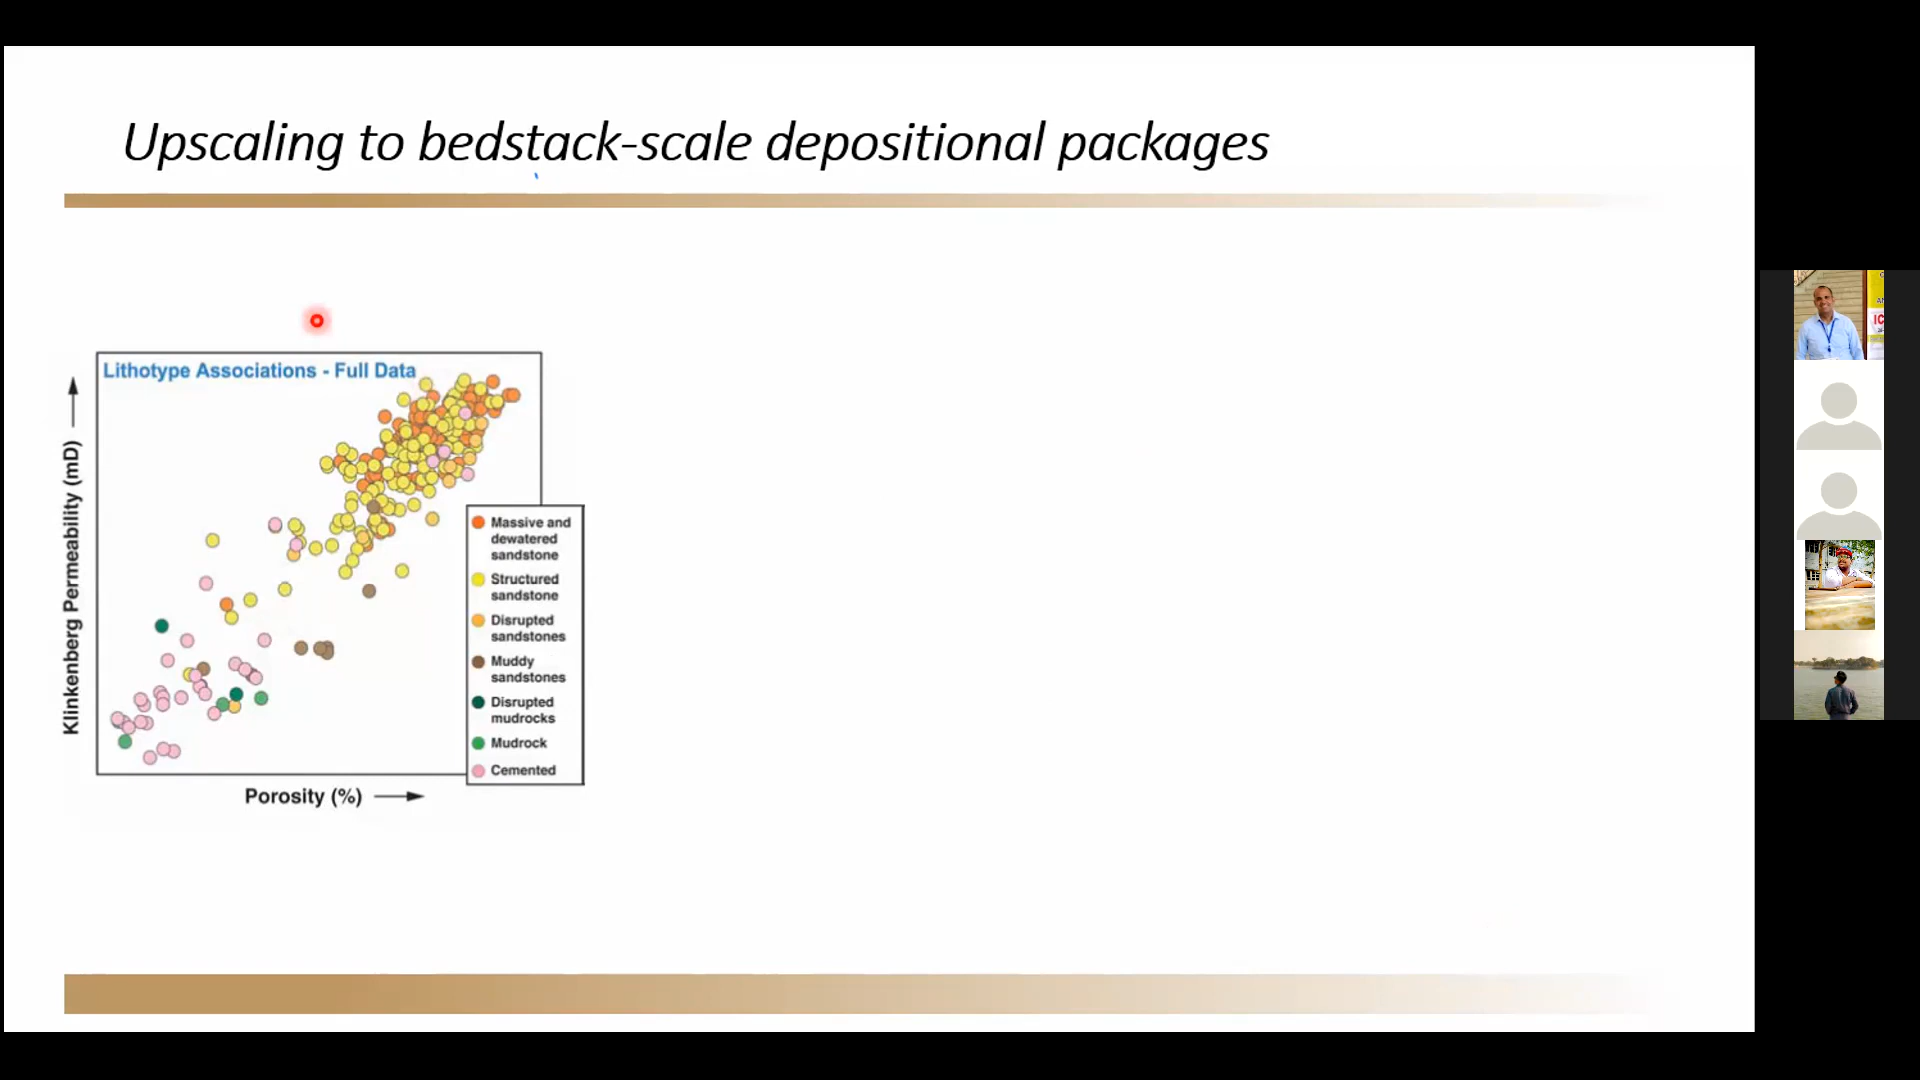 Upscaling to bedstack-scale depositional packages
Lithotype Associations - Full Data
Klinkenberg Permeability (mD)
Massive and
dewatered
sandstone
Structured
sandstone
Disrupted
sandstones
Muddy
sandstones
Disrupted
mudrocks
Mudrock
Cemented
Porosity (%)
IC